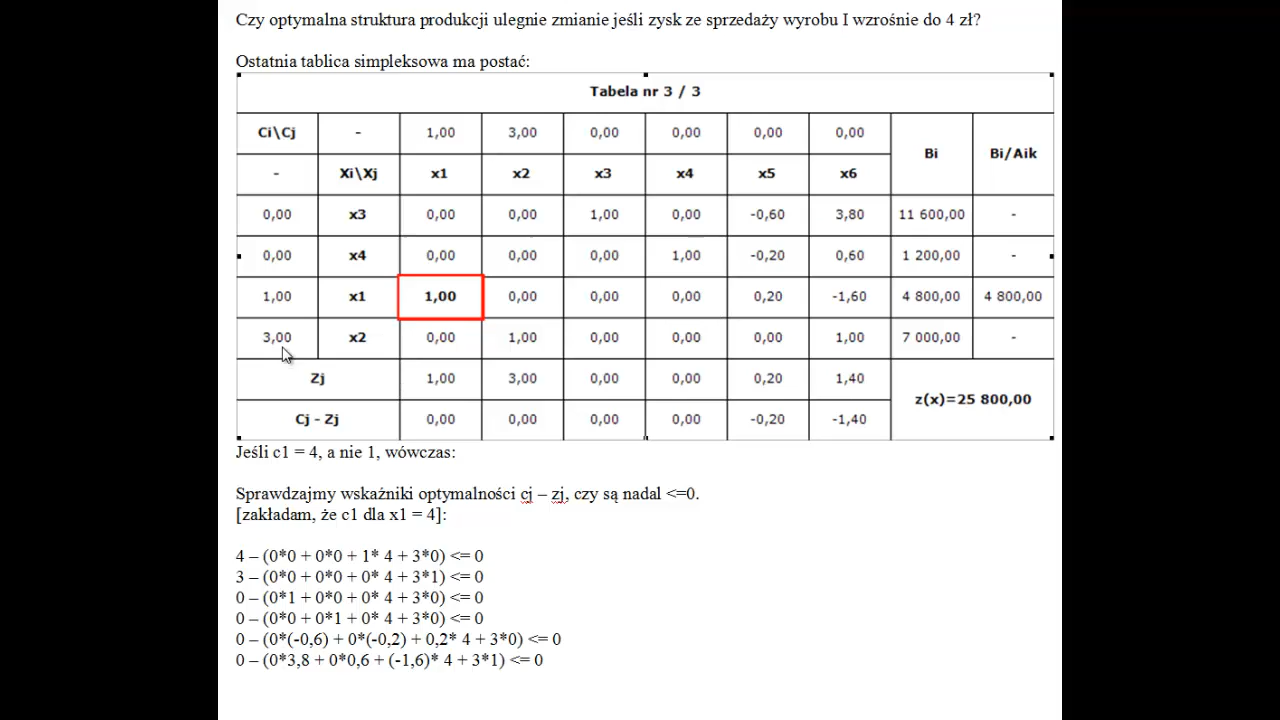 Czy optymalna struktura produkcji ulegnie zmianie jeśli zysk ze sprzedaży wyrobu I wzrośnie do 4 zł?
Ostatnia tablica simpleksowa ma postać:
Tabela nr 3 / 3
Ci\Cj - 1,00 3,00 0,00 0,00 0,00 0,00 Bi Bi/Aik
- Xi\Xj x1 x2 x3 x4 x5 x6
0,00 x3 0,00 0,00 1,00 0,00 -0,60 3,80 11 600,00 -
0,00 x4 0,00 0,00 0,00 1,00 -0,20 0,60 1 200,00 -
1,00 x1 1,00 0,00 0,00 0,00 0,20 -1,60 4 800,00 4 800,00
3,00 x2 0,00 1,00 0,00 0,00 0,00 1,00 7 000,00 -
Zj 1,00 3,00 0,00 0,00 0,20 1,40 z(x)=25 800,00
Cj - Zj 0,00 0,00 0,00 0,00 -0,20 -1,40
Jeśli c1 = 4, a nie 1, wówczas:
Sprawdzajmy wskaźniki optymalności cj – zj, czy są nadal <=0.
[zakładam, że c1 dla x1 = 4]:
4 – (0*0 + 0*0 + 1* 4 + 3*0) <= 0
3 – (0*0 + 0*0 + 0* 4 + 3*1) <= 0
0 – (0*1 + 0*0 + 0* 4 + 3*0) <= 0
0 – (0*0 + 0*1 + 0* 4 + 3*0) <= 0
0 – (0*(-0,6) + 0*(-0,2) + 0,2* 4 + 3*0) <= 0
0 – (0*3,8 + 0*0,6 + (-1,6)* 4 + 3*1) <= 0